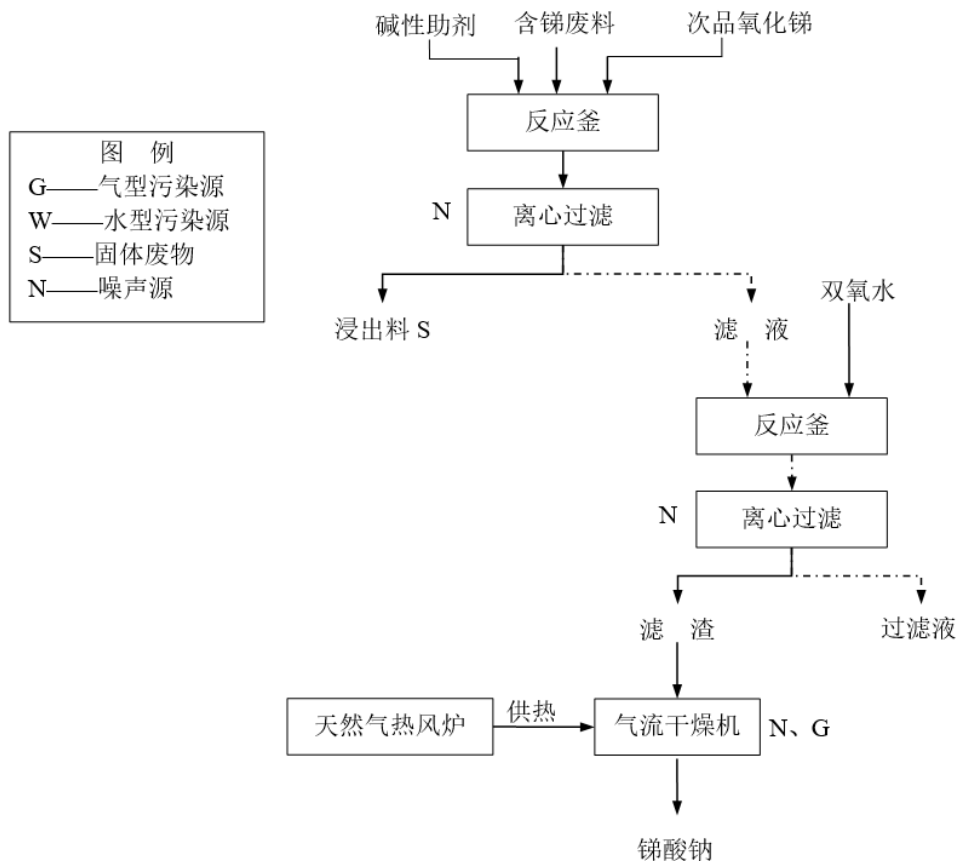 碱性助剂
含锑废料
次品氧化锑
反应釜
图 例
G——气型污染源
W——水型污染源
S——固体废物
N——噪声源
N
离心过滤
浸出料 S
滤 液
双氧水
反应釜
N
离心过滤
滤 渣
过滤液
天然气热风炉
供热
气流干燥机
N、G
锑酸钠